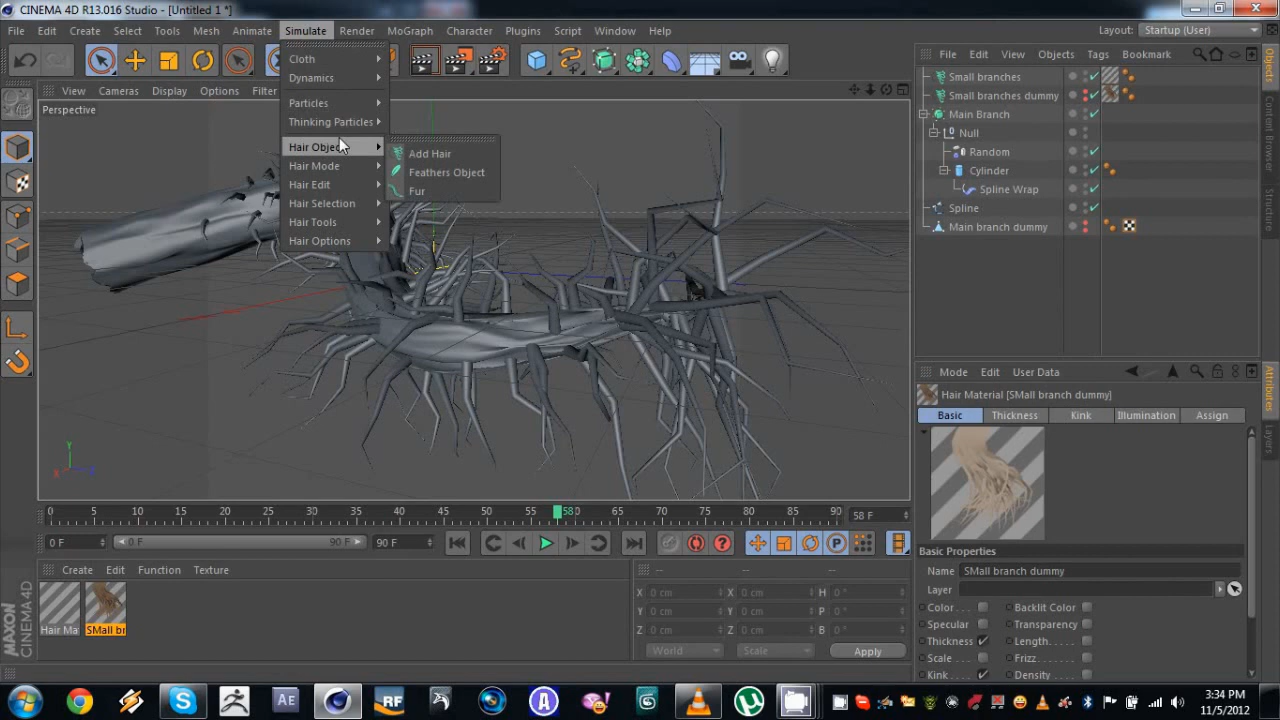 CINEMA 4D R13.016 Studio - [Untitled 1 *]
File Edit Create Select Tools Mesh Animate Simulate Render MoGraph Character Plugins Script Window Help
Layout: Startup (User)
Cloth
Dynamics
Particles
Thinking Particles
Hair Objec
Hair Mode
Hair Edit
Hair Selection
Hair Tools
Hair Options
Add Hair
Feathers Object
Fur
View Cameras Display Options Filter
Perspective
Y
X
File Edit View Objects Tags Bookmark
Small branches
Small branches dummy
Main Branch
Null
Random
Cylinder
Spline Wrap
Spline
Main branch dummy
Objects
Content Browser
Structure
Mode Edit User Data
Hair Material [SMall branch dummy]
Basic Thickness Kink Illumination Assign
Basic Properties
Name SMall branch dummy
Layer
Color Backlit Color
Specular Transparency
Thickness Length
Scale Frizz
Kink Density
Attributes
Layers
0 5 10 15 20 25 30 35 40 45 50 55 58 65 70 75 80 85 90 58 F
0 F 0 F 90 F 90 F
Create Edit Function Texture
Hair Ma SMall br
-- -- --
X 0 cm X 0 cm H 0 °
Y 0 cm Y 0 cm P 0 °
Z 0 cm Z 0 cm B 0 °
World Scale Apply
MAXON CINEMA 4D
3:34 PM
11/5/2012